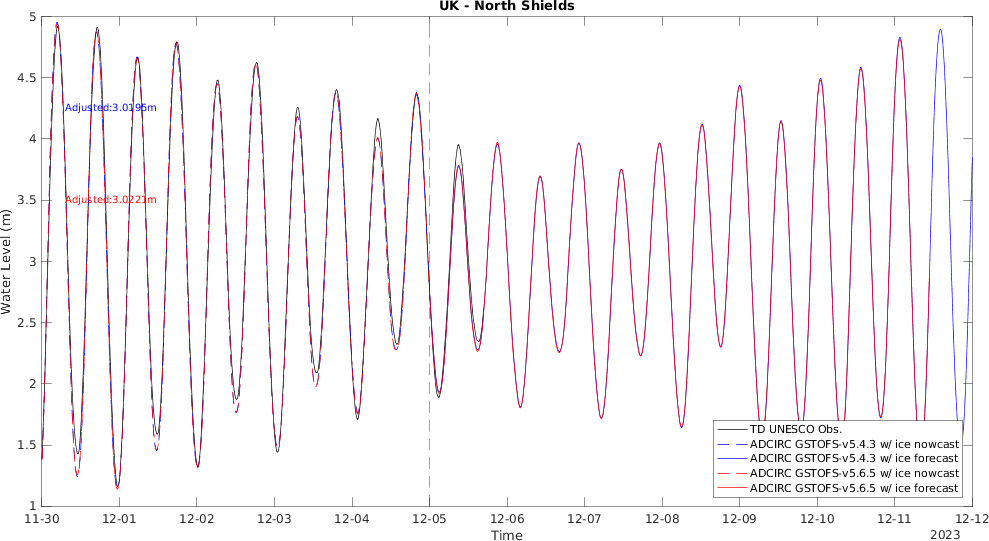 UK - North Shields
5
4.5
4
3.5
3
2.5
2
1.5
1
Water Level (m)
Adjusted:3.0195m
Adjusted:3.0221m
TD UNESCO Obs.
ADCIRC GSTOFS-v5.4.3 w/ ice nowcast
ADCIRC GSTOFS-v5.4.3 w/ ice forecast
ADCIRC GSTOFS-v5.6.5 w/ ice nowcast
ADCIRC GSTOFS-v5.6.5 w/ ice forecast
11-30 12-01 12-02 12-03 12-04 12-05 12-06 12-07 12-08 12-09 12-10 12-11 12-12
Time
2023